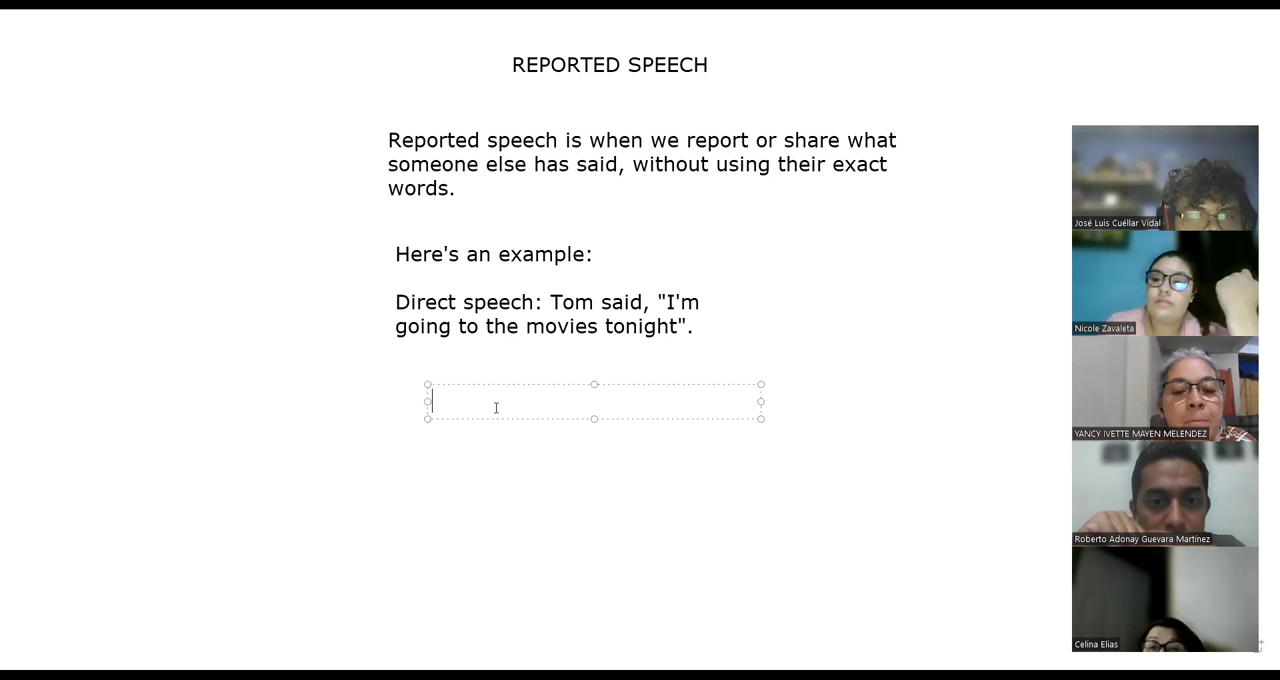 REPORTED SPEECH
Reported speech is when we report or share what
someone else has said, without using their exact
words.
Here's an example:
Direct speech: Tom said, "I'm
going to the movies tonight".
José Luis Cuéllar Vidal
Nicole Zavaleta
YANCY IVETTE MAYEN MELENDEZ
Roberto Adonay Guevara Martínez
Celina Elias